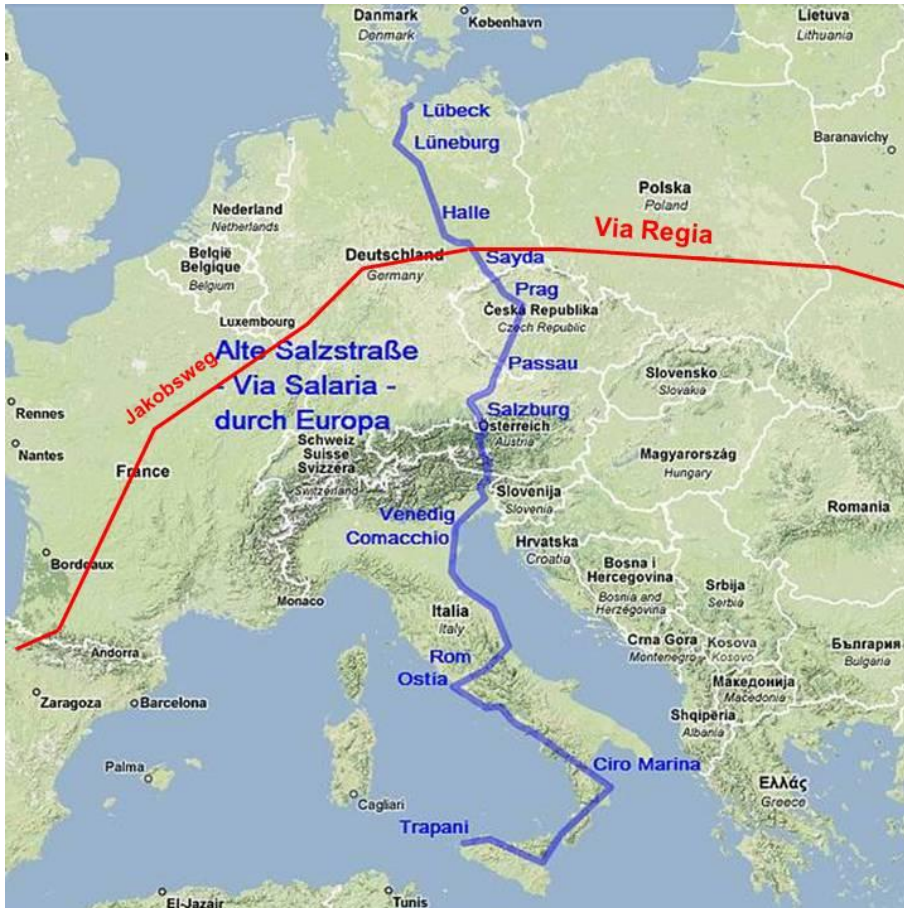 Danmark
Denmark
København
Lietuva
Lithuania
Lübeck
Lüneburg
Baranavichy
Polska
Poland
Nederland
Netherlands
Halle
Via Regia
België
Belgique
Belgium
Deutschland
Germany
Sayda
Prag
Česká Republika
Czech Republic
Luxembourg
Alte Salzstraße
- Via Salaria -
durch Europa
Jakobsweg
Passau
Slovensko
Slovakia
Rennes
Salzburg
Österreich
Austria
Nantes
Schweiz
Suisse
Svizzera
Switzerland
Magyarország
Hungary
France
Slovenija
Slovenia
Romania
Venedig
Comacchio
Hrvatska
Croatia
Bordeaux
Bosna i
Hercegovina
Bosnia and
Herzegovina
Srbija
Serbia
Monaco
Italia
Italy
Crna Gora
Montenegro
Kosova
Kosovo
България
Bulgaria
Andorra
Rom
Ostia
Македонија
Macedonia
Zaragoza
Barcelona
Shqipëria
Albania
Palma
Ciro Marina
Ελλάς
Greece
Cagliari
Trapani
El-Jazair
Tunis